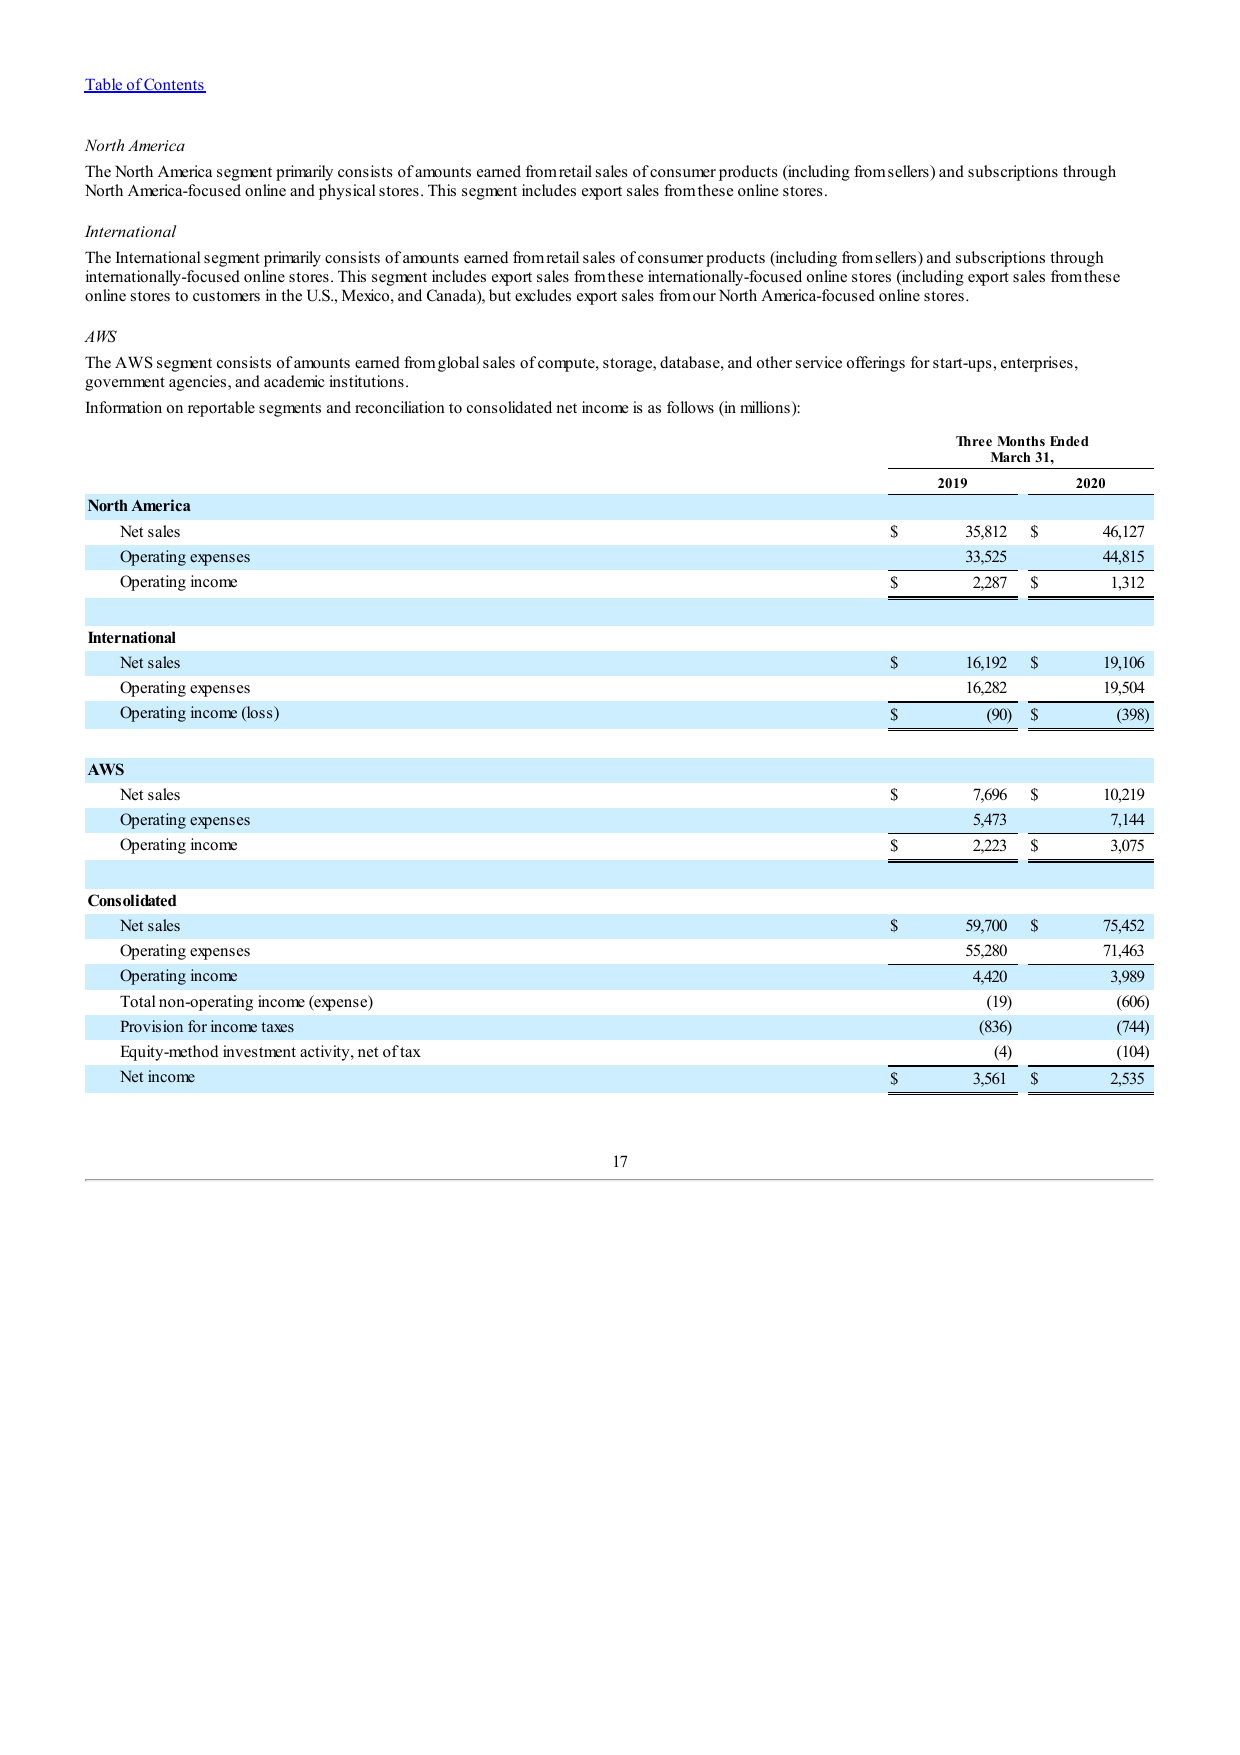 Table of Contents
North America
The North America segment primarily consists of amounts earned from retail sales of consumer products (including from sellers) and subscriptions through
North America-focused online and physical stores. This segment includes export sales from these online stores.
International
The International segment primarily consists of amounts earned from retail sales of consumer products (including from sellers) and subscriptions through
internationally-focused online stores. This segment includes export sales from these internationally-focused online stores (including export sales from these
online stores to customers in the U.S., Mexico, and Canada), but excludes export sales from our North America-focused online stores.
AWS
The AWS segment consists of amounts earned from global sales of compute, storage, database, and other service offerings for start-ups, enterprises,
government agencies, and academic institutions.
Information on reportable segments and reconciliation to consolidated net income is as follows (in millions):
Three Months Ended
March 31,
2019 2020
North America
Net sales $ 35,812 $ 46,127
Operating expenses 33,525 44,815
Operating income $ 2,287 $ 1,312
International
Net sales $ 16,192 $ 19,106
Operating expenses 16,282 19,504
Operating income (loss) $ (90) $ (398)
AWS
Net sales $ 7,696 $ 10,219
Operating expenses 5,473 7,144
Operating income $ 2,223 $ 3,075
Consolidated
Net sales $ 59,700 $ 75,452
Operating expenses 55,280 71,463
Operating income 4,420 3,989
Total non-operating income (expense) (19) (606)
Provision for income taxes (836) (744)
Equity-method investment activity, net of tax (4) (104)
Net income $ 3,561 $ 2,535
17